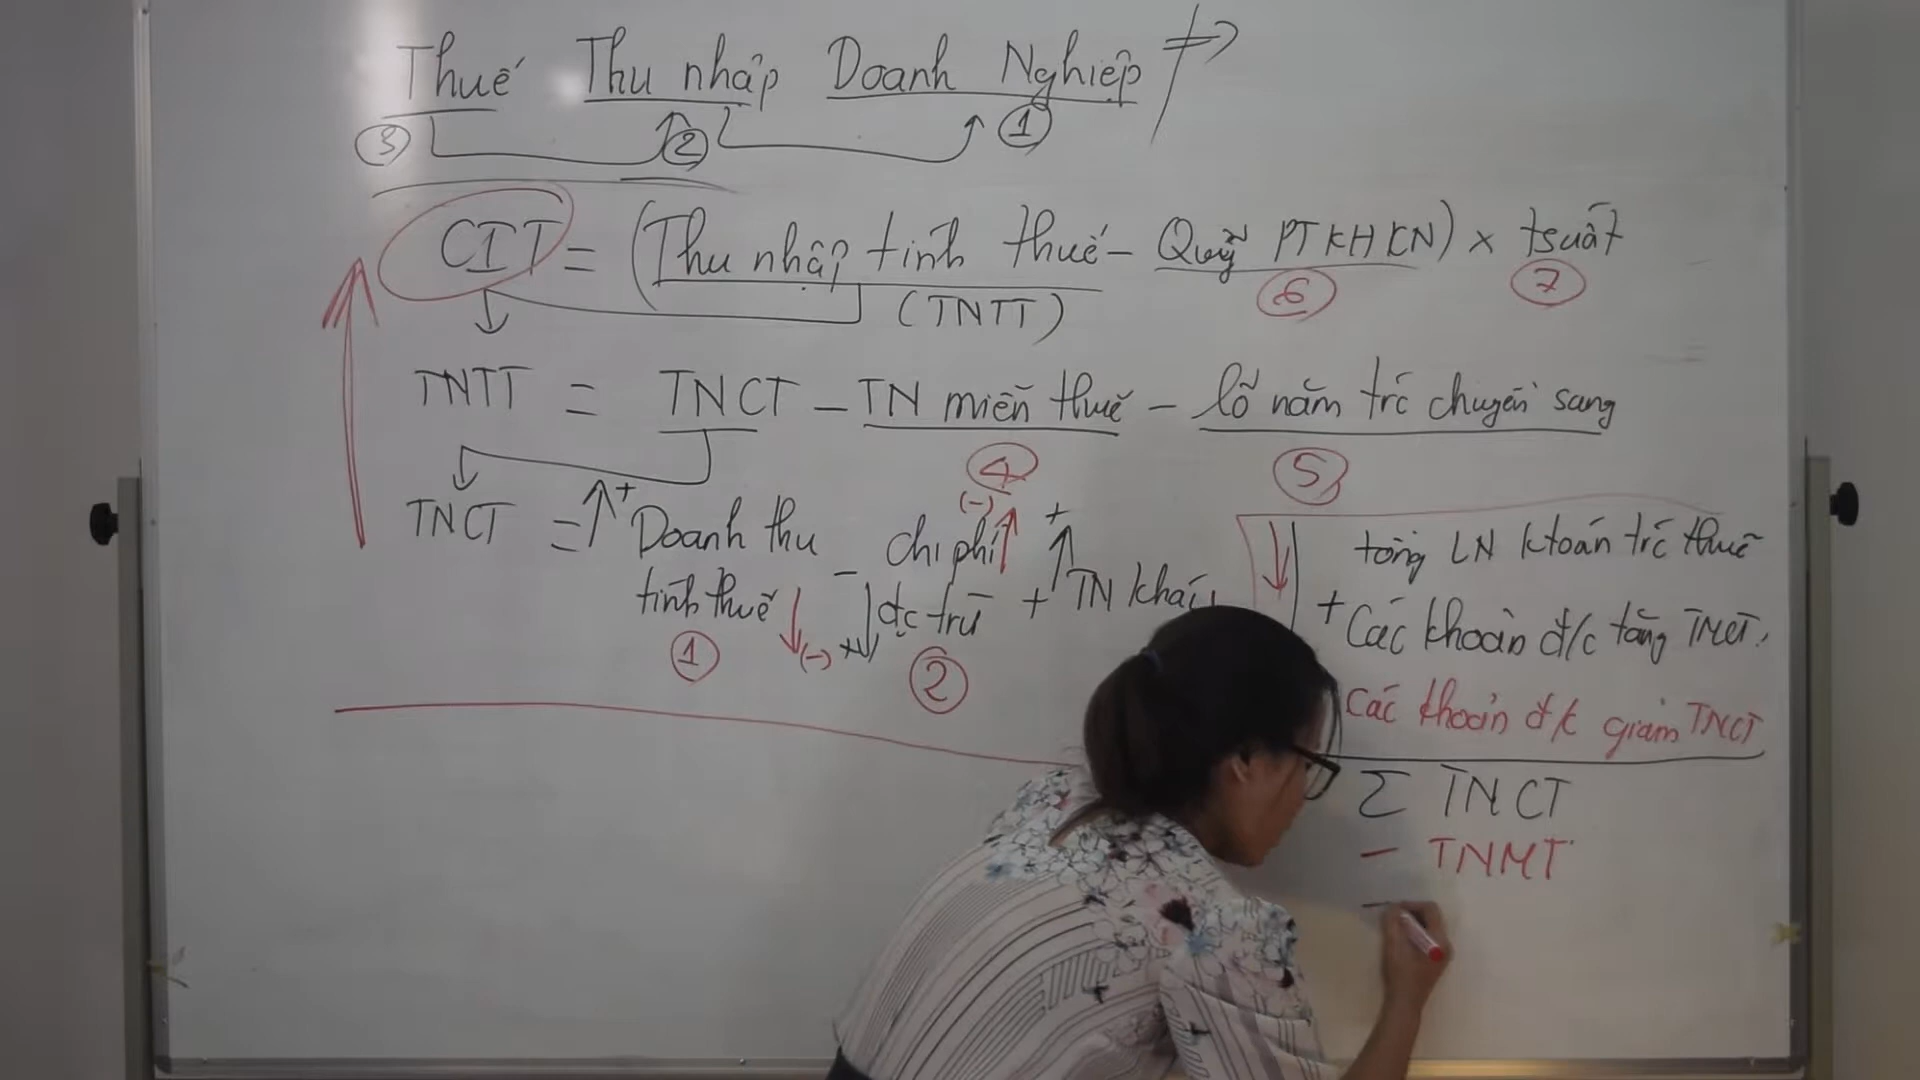 Thuế Thu nhập Doanh Nghiệp
③ ② ①
CIT = (Thu nhập tính thuế - Quỹ PTKHCN) x tsuất
(TNTT) ⑥ ⑦
TNTT = TNCT - TN miễn thuế - lỗ năm trc chuyển sang
④ ⑤
TNCT = ↑+ Doanh thu - chi phí (-)↑ +↑
tính thuế ↓(-) ↓ đc trừ + TN khác
① ②
↓ tổng LN ktoán trc thuế
+ Các khoản đ/c tăng TNCT.
Các khoản đ/c giảm TNCT
Σ TNCT
- TNMT
-